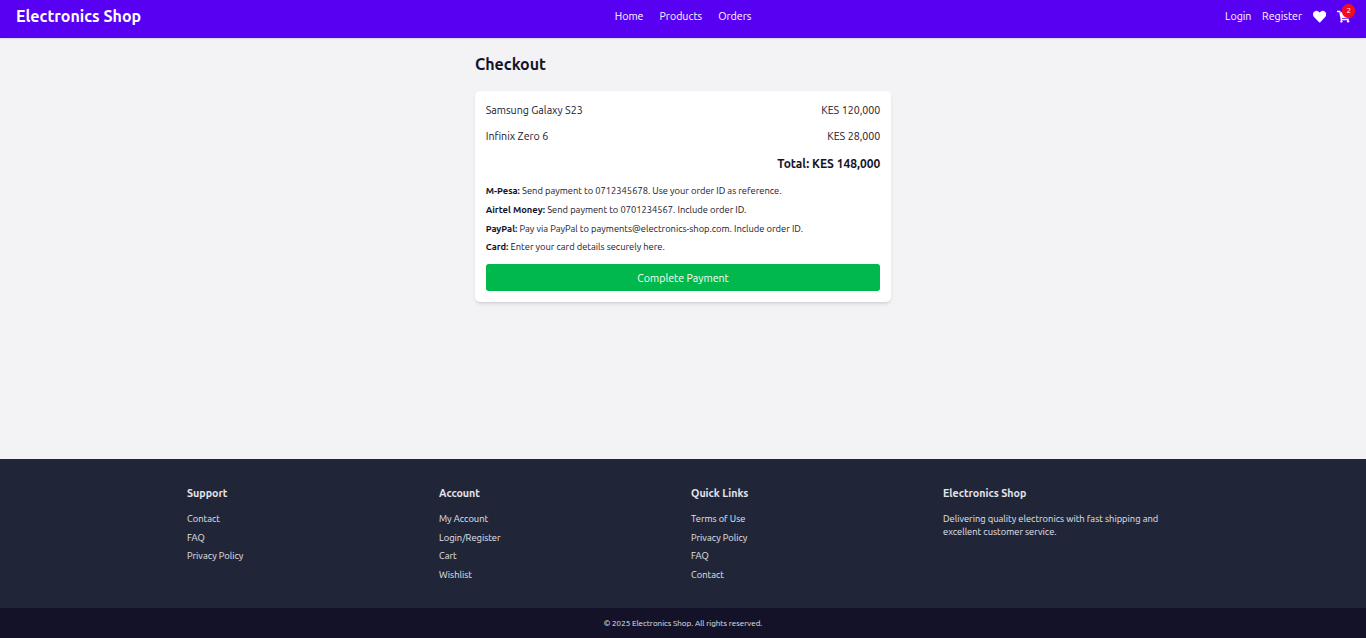 Electronics Shop
Home Products Orders
Login Register 2
Checkout
Samsung Galaxy S23 KES 120,000
Infinix Zero 6 KES 28,000
Total: KES 148,000
M-Pesa: Send payment to 0712345678. Use your order ID as reference.
Airtel Money: Send payment to 0701234567. Include order ID.
PayPal: Pay via PayPal to payments@electronics-shop.com. Include order ID.
Card: Enter your card details securely here.
Complete Payment
Support
Contact
FAQ
Privacy Policy
Account
My Account
Login/Register
Cart
Wishlist
Quick Links
Terms of Use
Privacy Policy
FAQ
Contact
Electronics Shop
Delivering quality electronics with fast shipping and
excellent customer service.
© 2025 Electronics Shop. All rights reserved.